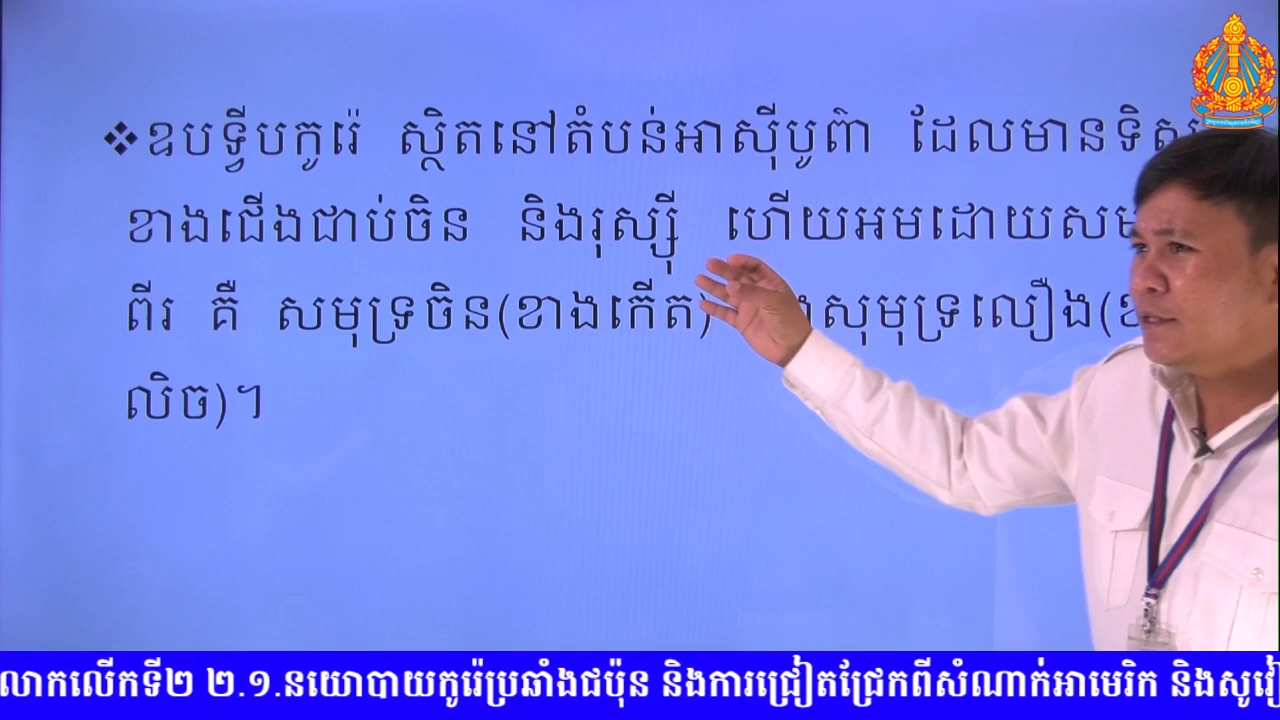 ❖ឧបទ្វីបកូរ៉េ ស្ថិតនៅតំបន់អាស៊ីបូព៌ា ដែលមានទិស
ខាងជើងជាប់ចិន និងរុស្ស៊ី ហើយអមដោយសម
ពីរ គឺ សមុទ្រចិន(ខាងកើត) ង សុមុទ្រលឿង(ខ
លិច)។
លោកលើកទី២ ២.១.នយោបាយកូរ៉េប្រឆាំងជប៉ុន និងការជ្រៀតជ្រែកពីសំណាក់អាមេរិក និងសូវៀ